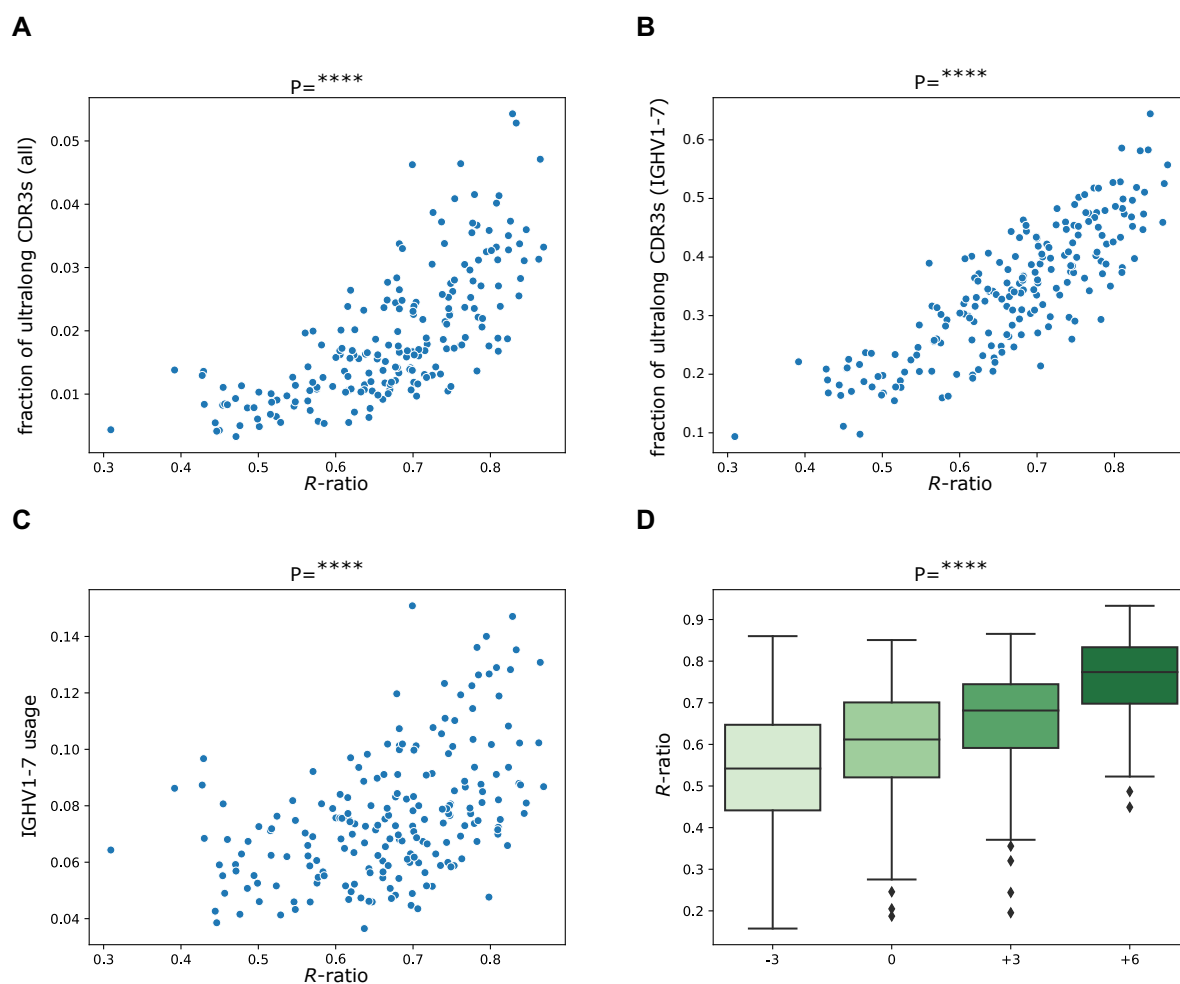 A
B
P=****
P=****
fraction of ultralong CDR3s (all)
0.05
0.04
0.03
0.02
0.01
0.3 0.4 0.5 0.6 0.7 0.8
R-ratio
fraction of ultralong CDR3s (IGHV1-7)
0.6
0.5
0.4
0.3
0.2
0.1
0.3 0.4 0.5 0.6 0.7 0.8
R-ratio
C
D
P=****
P=****
IGHV1-7 usage
0.14
0.12
0.10
0.08
0.06
0.04
0.3 0.4 0.5 0.6 0.7 0.8
R-ratio
R-ratio
0.9
0.8
0.7
0.6
0.5
0.4
0.3
0.2
-3 0 +3 +6